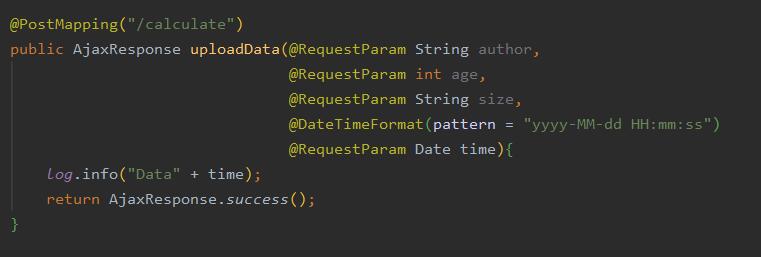 @PostMapping("/calculate")
public AjaxResponse uploadData(@RequestParam String author,
@RequestParam int age,
@RequestParam String size,
@DateTimeFormat(pattern = "yyyy-MM-dd HH:mm:ss")
@RequestParam Date time){
log.info("Data" + time);
return AjaxResponse.success();
}